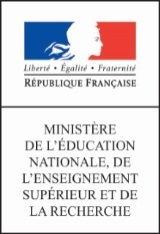 Liberté • Égalité • Fraternité
RÉPUBLIQUE FRANÇAISE
MINISTÈRE
DE L'ÉDUCATION
NATIONALE, DE
L'ENSEIGNEMENT
SUPÉRIEUR ET DE
LA RECHERCHE